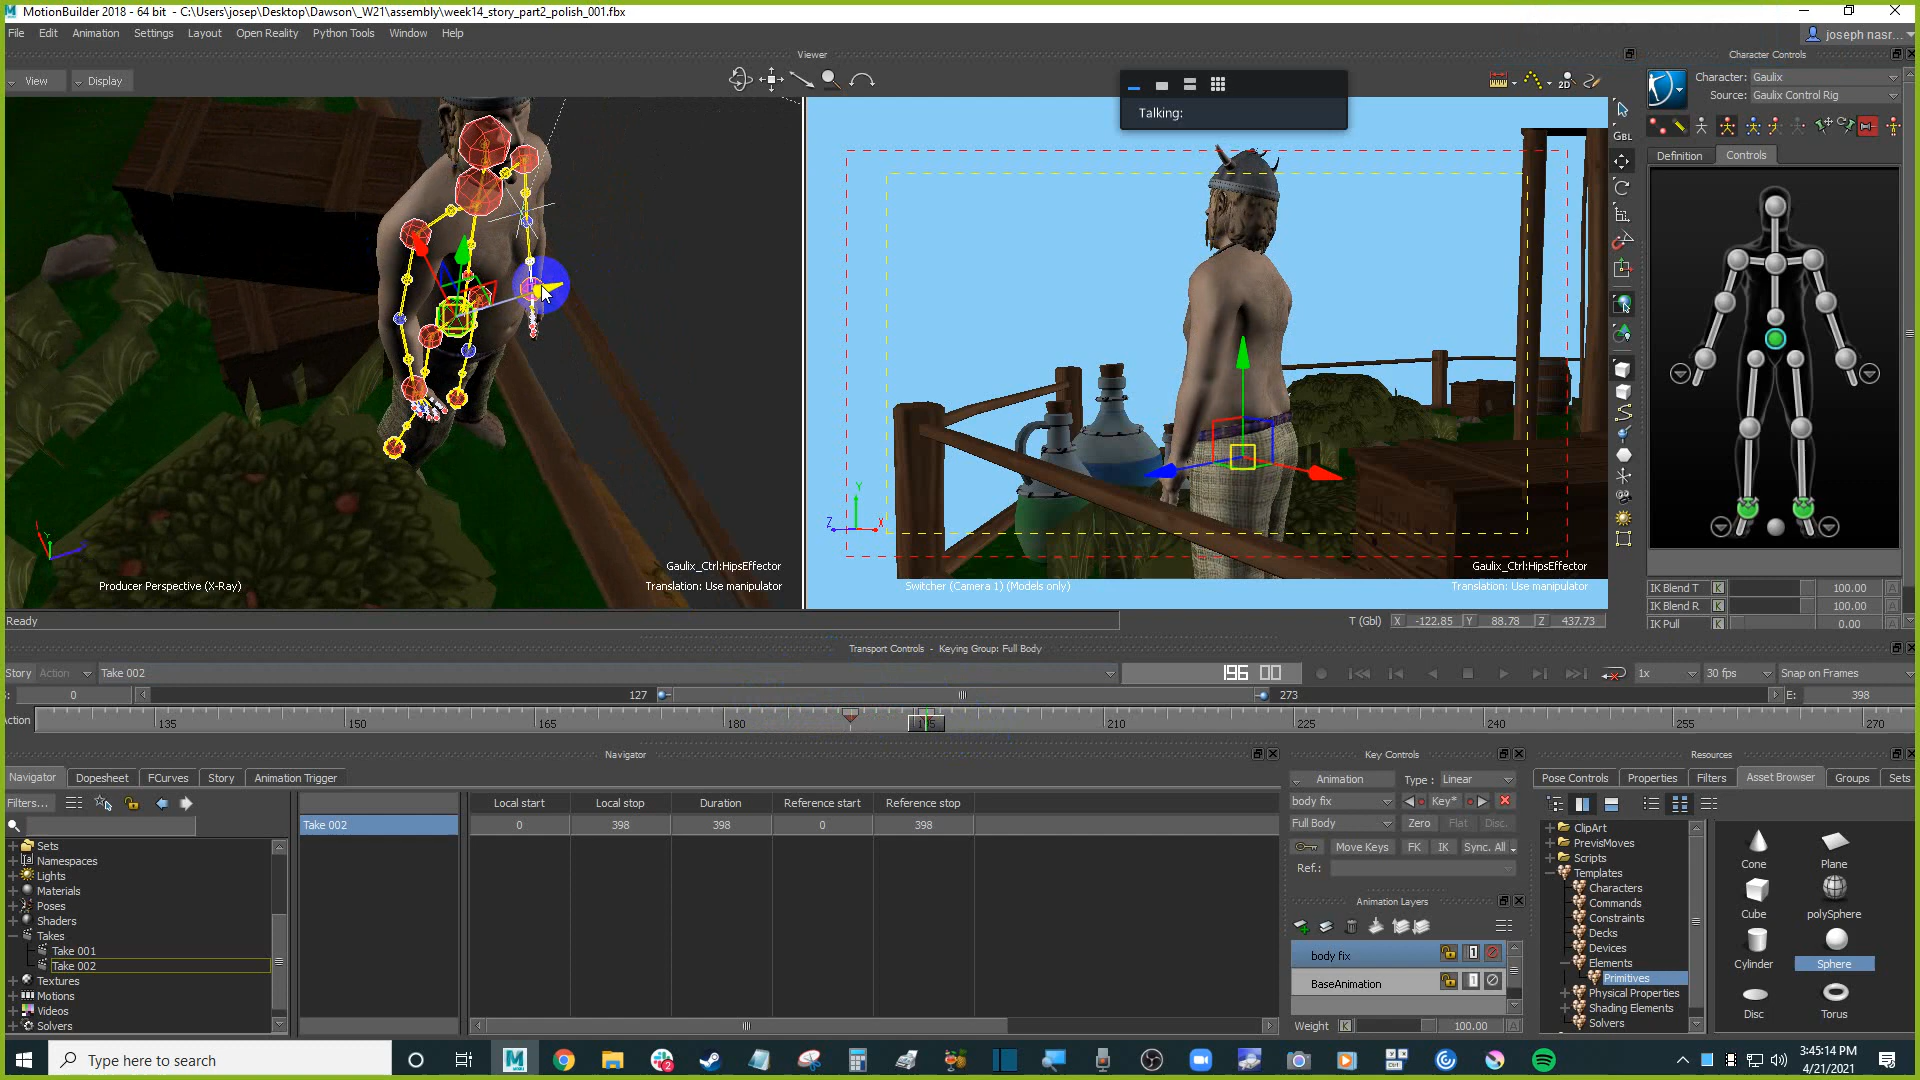 MotionBuilder 2018 - 64 bit - C:\Users\josep\Desktop\Dawson\_W21\assembly\week14_story_part2_polish_001.fbx
File Edit Animation Settings Layout Open Reality Python Tools Window Help
joseph nasr...
Viewer
Character Controls
View Display
2D
Talking:
Character: Gaulix
Source: Gaulix Control Rig
GBL
Definition Controls
Gaulix_Ctrl:HipsEffector
Producer Perspective (X-Ray)
Translation: Use manipulator
Y
Z X
Gaulix_Ctrl:HipsEffector
Switcher (Camera 1) (Models only)
Translation: Use manipulator
IK Blend T K 100.00 A
IK Blend R K 100.00 A
IK Pull K 0.00
Ready
T (Gbl) X -122.85 Y 88.78 Z 437.73
Transport Controls - Keying Group: Full Body
Story Action Take 002
196 00
1x 30 fps Snap on Frames
0 127 273 E: 398
ction 135 150 165 180 210 225 240 255 270
Navigator
Key Controls
Resources
Navigator Dopesheet FCurves Story Animation Trigger
Filters...
Sets
Namespaces
Lights
Materials
Poses
Shaders
Takes
Take 001
Take 002
Textures
Motions
Videos
Solvers
Take 002
Local start Local stop Duration Reference start Reference stop
0 398 398 0 398
Animation Type : Linear
body fix Key*
Full Body Zero Flat Disc.
Move Keys FK IK Sync. All
Ref.:
Animation Layers
body fix 1
BaseAnimation 1
Weight K 100.00 A
Pose Controls Properties Filters Asset Browser Groups Sets
ClipArt
PrevisMoves
Scripts
Templates
Characters
Commands
Constraints
Decks
Devices
Elements
Primitives
Physical Properties
Shading Elements
Solvers
Cone Plane
Cube polySphere
Cylinder Sphere
Disc Torus
Type here to search
2
3:45:14 PM
4/21/2021